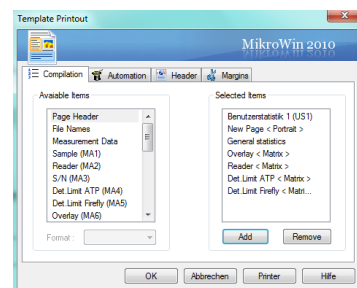 Template Printout
MikroWin 2010
Compilation Automation Header Margins
Avaiable Items
Page Header
File Names
Measurement Data
Sample (MA1)
Reader (MA2)
S/N (MA3)
Det.Limit ATP (MA4)
Det.Limit Firefly (MA5)
Overlay (MA6)
Format :
Selected Items
Benutzerstatistik 1 (US1)
New Page < Portrait >
General statistics
Overlay < Matrix >
Reader < Matrix >
Det.Limit ATP < Matrix >
Det.Limit Firefly < Matri...
Add Remove
OK Abbrechen Printer Hilfe